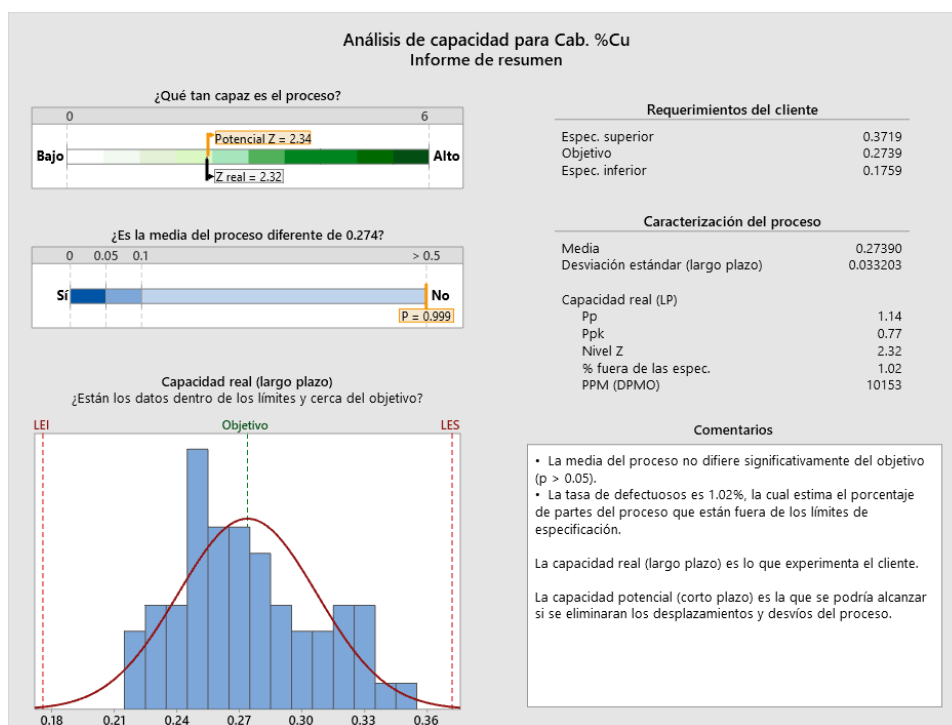 Análisis de capacidad para Cab. %Cu
Informe de resumen
¿Qué tan capaz es el proceso?
0 6
Potencial Z = 2.34
Bajo Alto
Z real = 2.32
¿Es la media del proceso diferente de 0.274?
0 0.05 0.1 > 0.5
Sí No
P = 0.999
Capacidad real (largo plazo)
¿Están los datos dentro de los límites y cerca del objetivo?
LEI Objetivo LES
0.18 0.21 0.24 0.27 0.30 0.33 0.36
Requerimientos del cliente
Espec. superior 0.3719
Objetivo 0.2739
Espec. inferior 0.1759
Caracterización del proceso
Media 0.27390
Desviación estándar (largo plazo) 0.033203
Capacidad real (LP)
Pp 1.14
Ppk 0.77
Nivel Z 2.32
% fuera de las espec. 1.02
PPM (DPMO) 10153
Comentarios
• La media del proceso no difiere significativamente del objetivo
(p > 0.05).
• La tasa de defectuosos es 1.02%, la cual estima el porcentaje
de partes del proceso que están fuera de los límites de
especificación.
La capacidad real (largo plazo) es lo que experimenta el cliente.
La capacidad potencial (corto plazo) es la que se podría alcanzar
si se eliminaran los desplazamientos y desvíos del proceso.